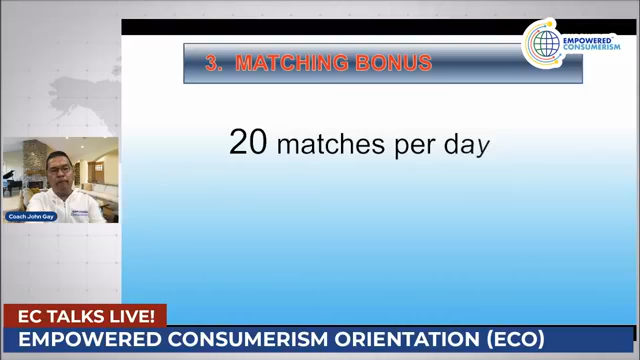 3. MATCHING BONUS
EMPOWERED
CONSUMERISM
20 matches per day
Coach John Gay
EC TALKS LIVE!
EMPOWERED CONSUMERISM ORIENTATION (ECO)